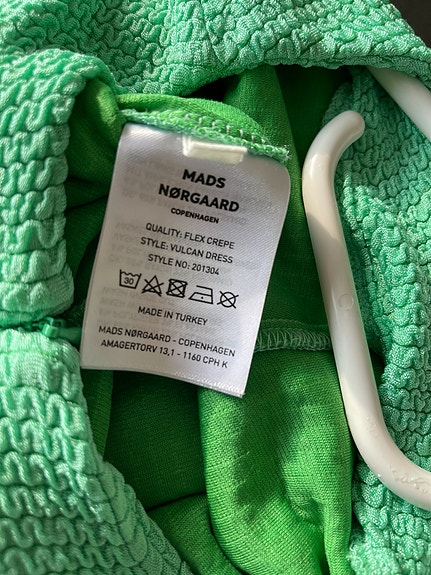 MADS
NØRGAARD
COPENHAGEN
QUALITY: FLEX CREPE
STYLE: VULCAN DRESS
STYLE NO: 201304
30
MADE IN TURKEY
MADS NØRGAARD - COPENHAGEN
AMAGERTORV 13,1 - 1160 CPH K